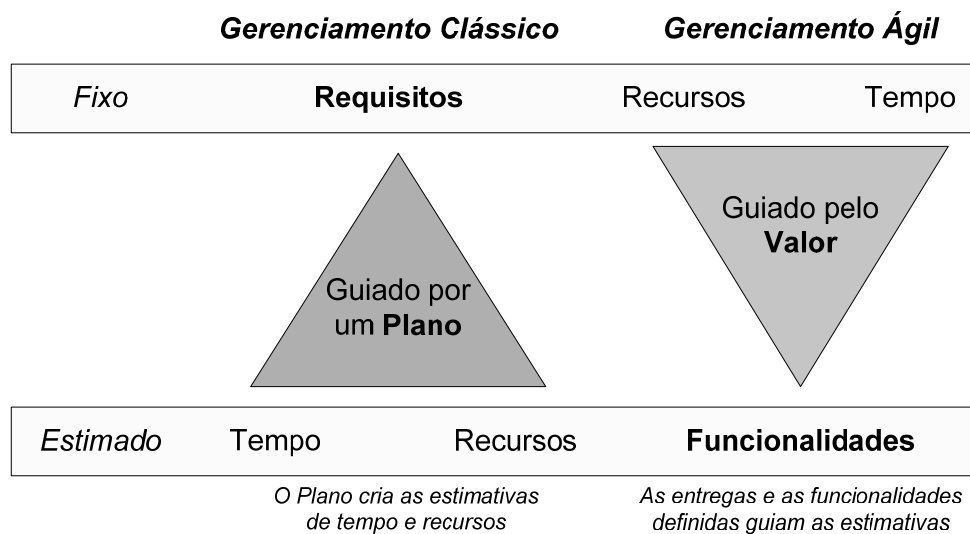 Gerenciamento Clássico Gerenciamento Ágil
Fixo Requisitos Recursos Tempo
Guiado pelo
Valor
Guiado por
um Plano
Estimado Tempo Recursos Funcionalidades
O Plano cria as estimativas
de tempo e recursos
As entregas e as funcionalidades
definidas guiam as estimativas